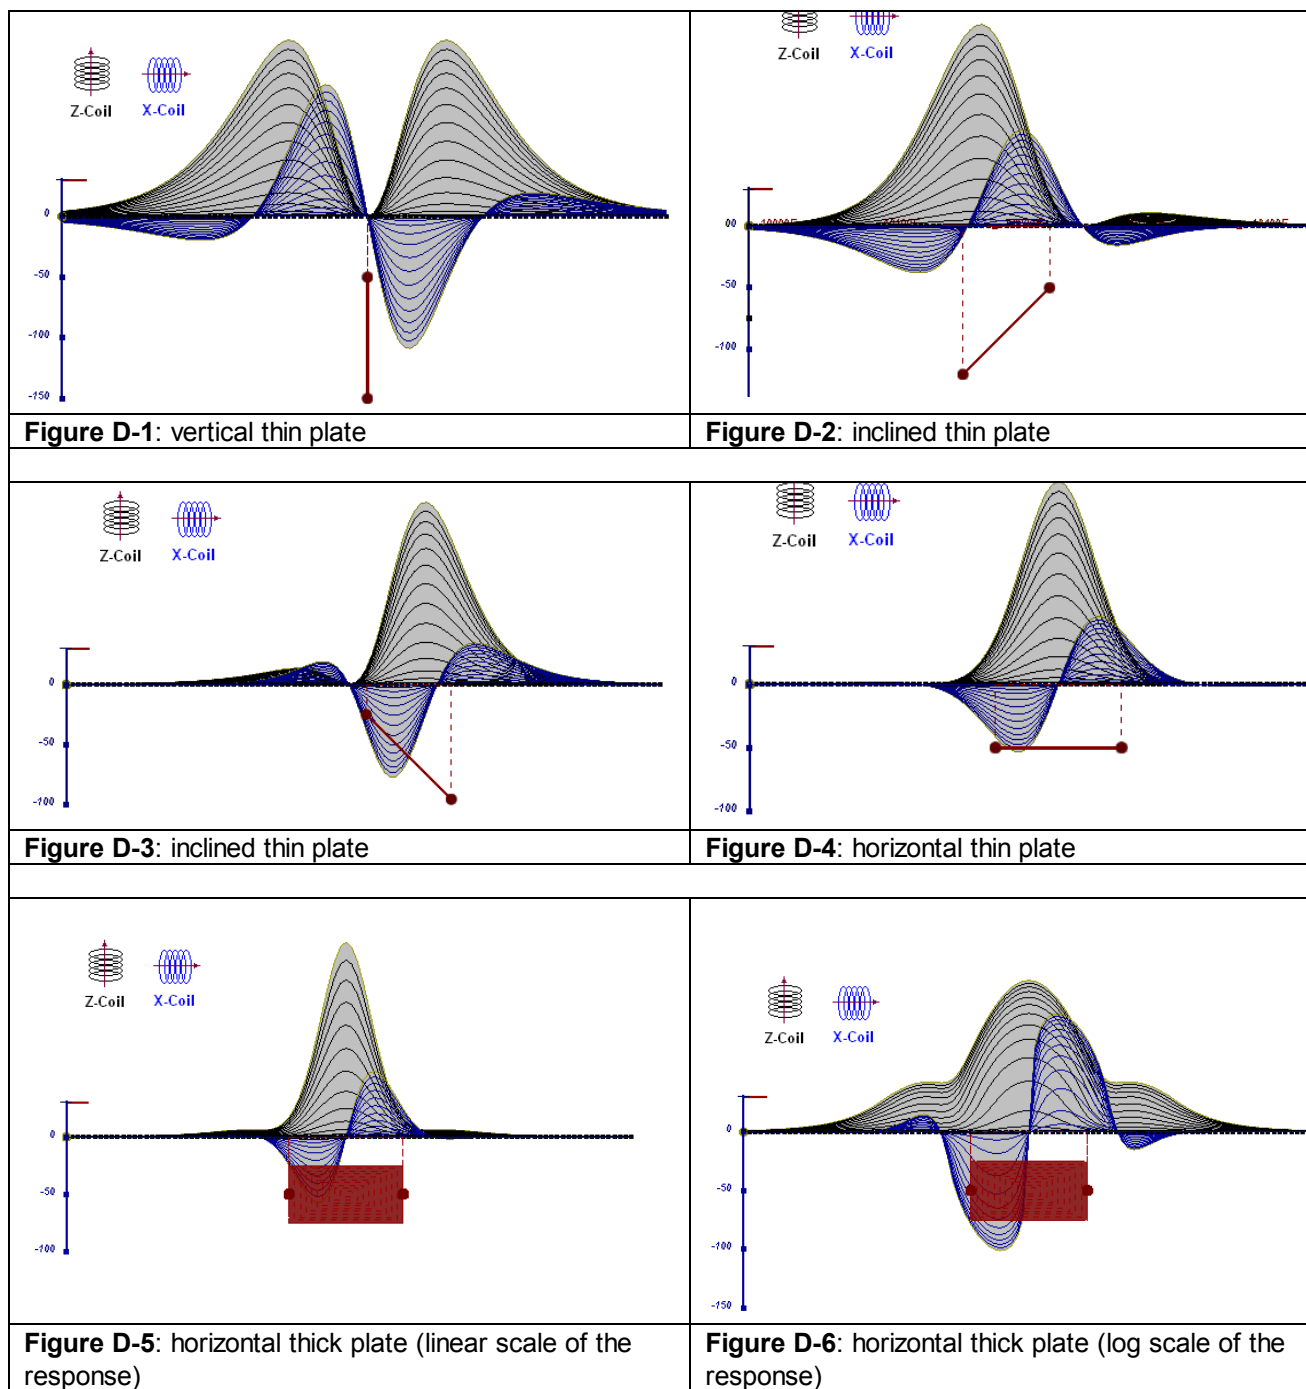 Z-Coil X-Coil
0
-50
-100
-150
Z-Coil X-Coil
00
-50
-100
Figure D-1: vertical thin plate
Figure D-2: inclined thin plate
Z-Coil X-Coil
0
-50
-100
Z-Coil X-Coil
0
-50
-100
Figure D-3: inclined thin plate
Figure D-4: horizontal thin plate
Z-Coil X-Coil
0
-50
-100
Z-Coil X-Coil
0
-50
-100
-150
Figure D-5: horizontal thick plate (linear scale of the
response)
Figure D-6: horizontal thick plate (log scale of the
response)